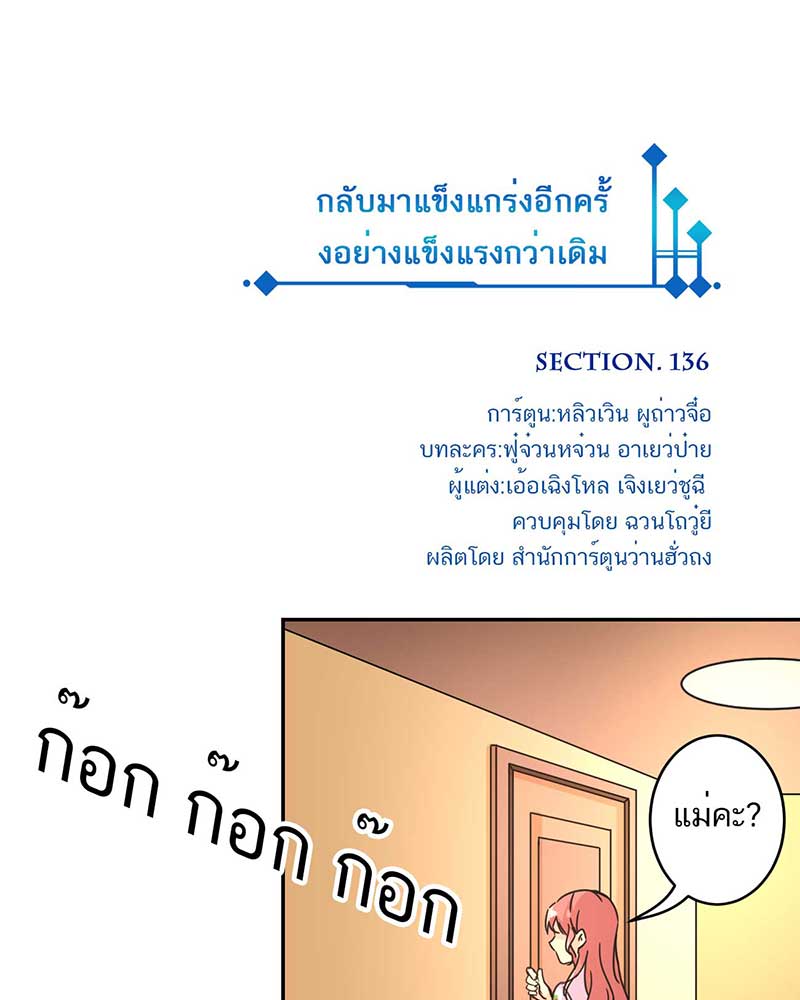 กลับมาแข็งแกร่งอีกครั้
งอย่างแข็งแรงกว่าเดิม
SECTION. 136
การ์ตูน:หลิวเวิน ผูถ่าวจื่อ
บทละคร:ฟู่จ๋วนหจ๋วน อาเยว่ป๋าย
ผู้แต่ง:เอ้อเฉิงโหล เจิงเยว่ชูฉี
ควบคุมโดย ฉวนโถวู๋ยี
ผลิตโดย สำนักการ์ตูนว่านฮั่วถง
ก๊อก ก๊อก ก๊อก
แม่คะ?